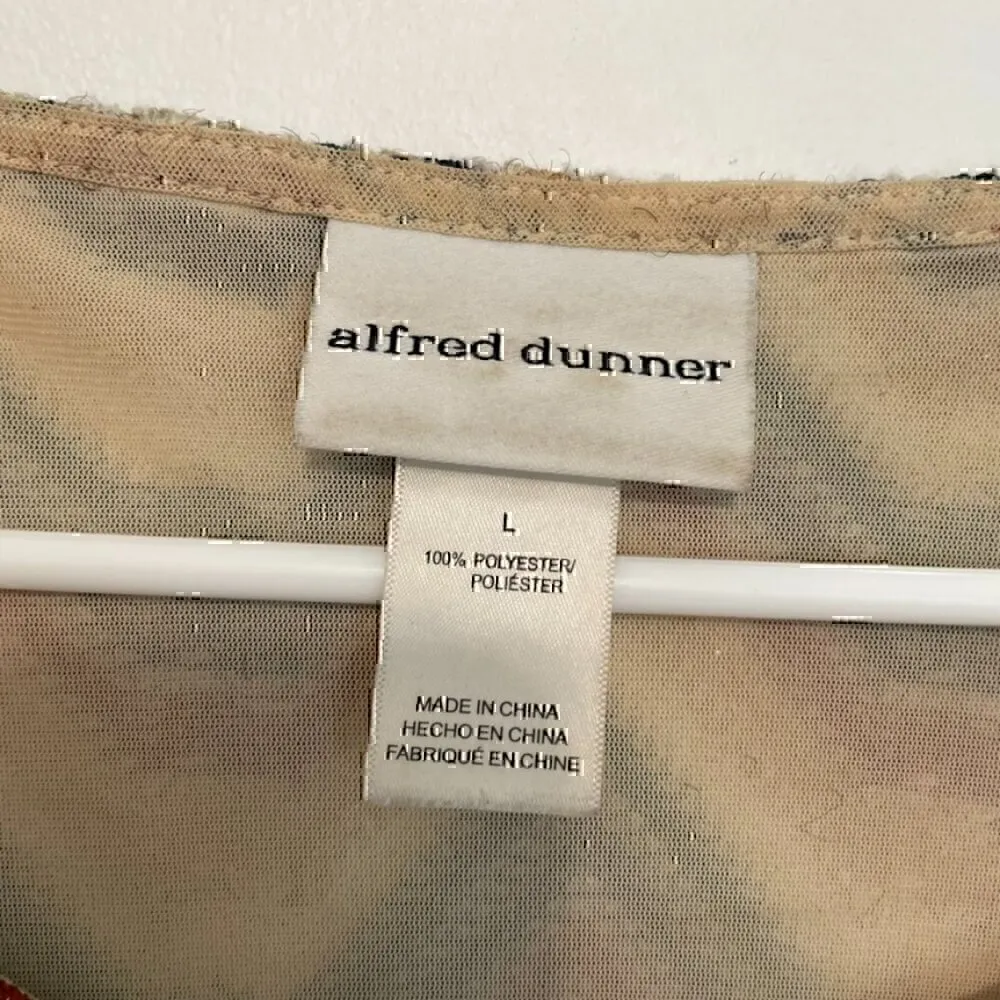 alfred dunner
L
100% POLYESTER/
POLIÉSTER
MADE IN CHINA
HECHO EN CHINA
FABRIQUÉ EN CHINE